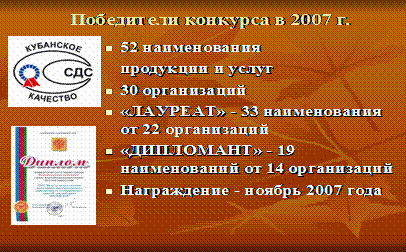 Победители конкурса в 2007 г.
КУБАНСКОЕ
СДС
КАЧЕСТВО
Диплом
52 наименования
продукции и услуг
30 организаций
«ЛАУРЕАТ» - 33 наименования
от 22 организаций
«ДИПЛОМАНТ» - 19
наименований от 14 организаций
Награждение - ноябрь 2007 года